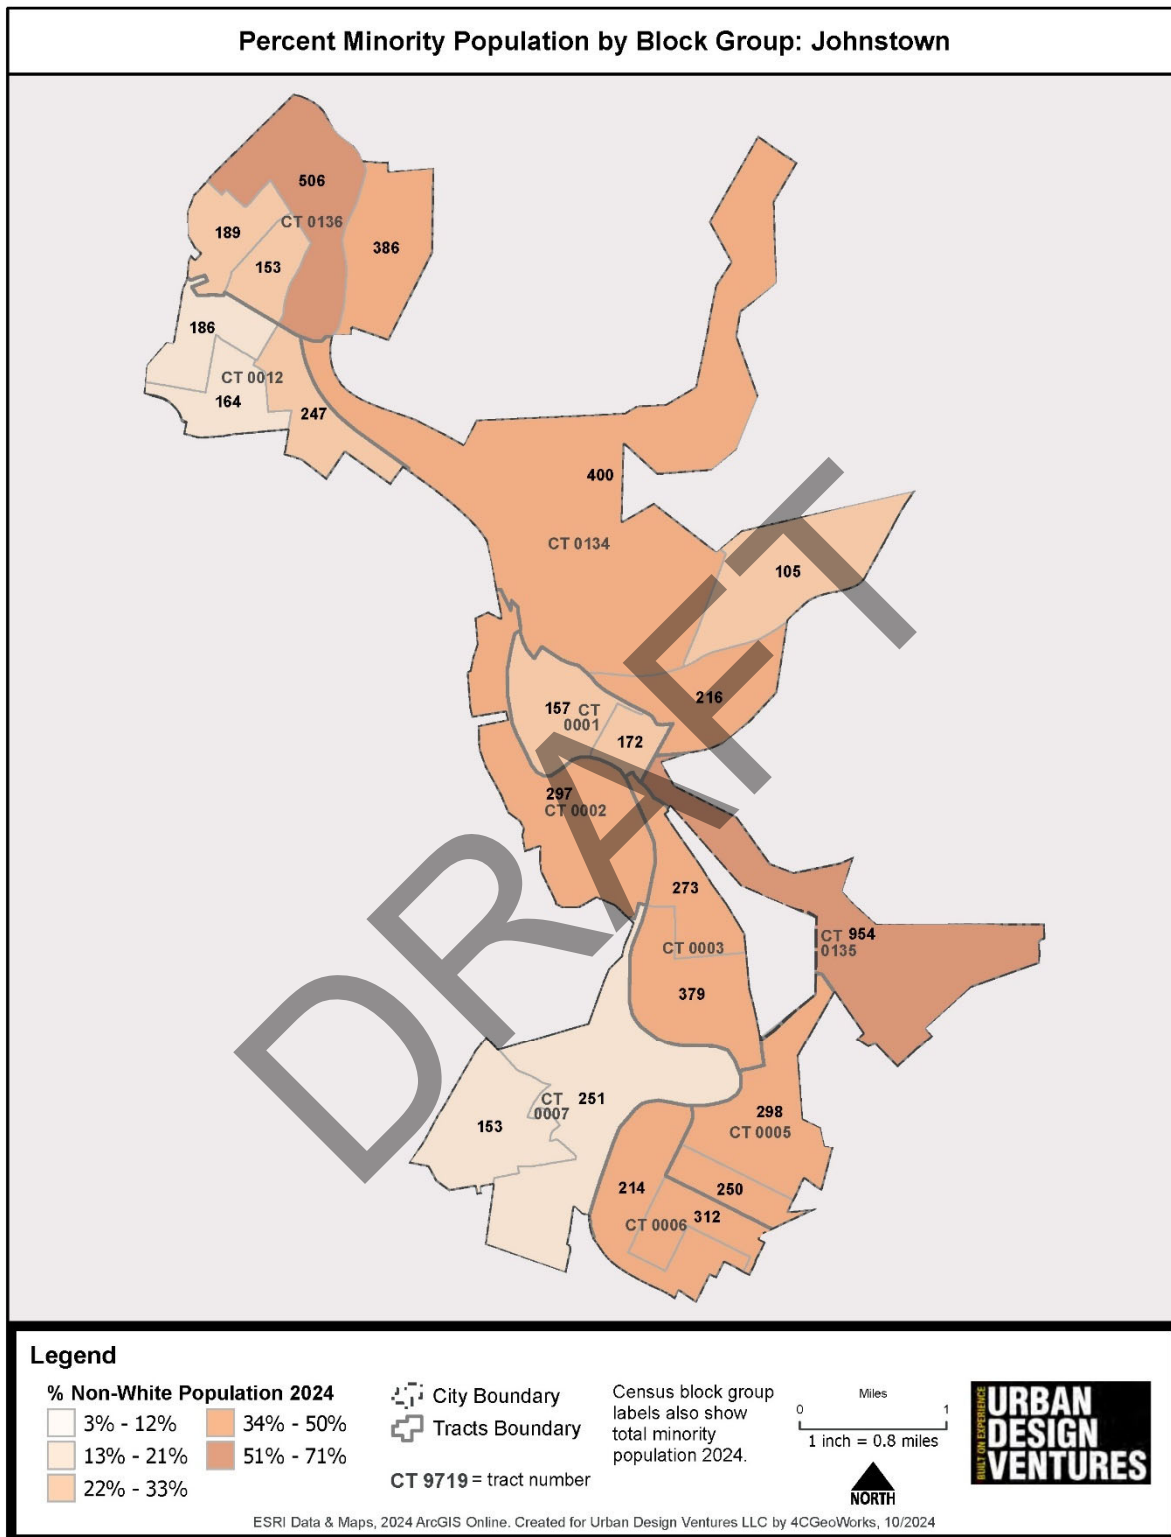 Percent Minority Population by Block Group: Johnstown
506
CT 0136
189
386
153
186
CT 0012
164
247
400
CT 0134
105
216
157
CT
0001
172
297
CT 0002
273
CT 0003
954
CT
0135
379
251
CT
0007
153
298
CT 0005
214
250
312
CT 0006
DRAFT
Legend
% Non-White Population 2024
3% - 12%
13% - 21%
22% - 33%
34% - 50%
51% - 71%
City Boundary
Tracts Boundary
CT 9719 = tract number
Census block group
labels also show
total minority
population 2024.
Miles
0 1
1 inch = 0.8 miles
NORTH
BUILT ON EXPERIENCE
URBAN
DESIGN
VENTURES
ESRI Data & Maps, 2024 ArcGIS Online. Created for Urban Design Ventures LLC by 4CGeoWorks, 10/2024